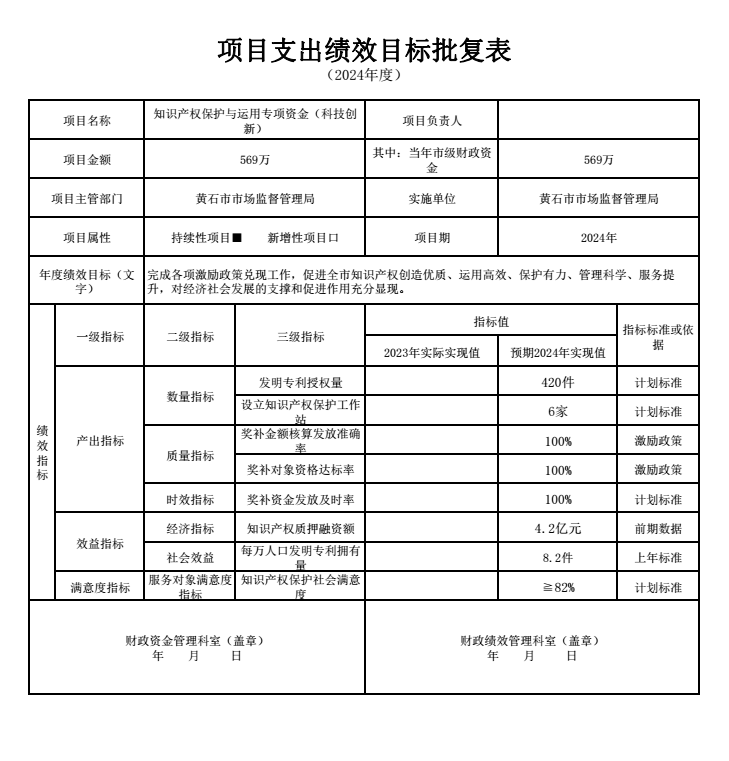 项目支出绩效目标批复表
（2024年度）
项目名称
知识产权保护与运用专项资金（科技创
新）
项目负责人
项目金额
569万
其中：当年市级财政资
金
569万
项目主管部门
黄石市市场监督管理局
实施单位
黄石市市场监督管理局
项目属性
持续性项目■ 新增性项目口
项目期
2024年
年度绩效目标（文
字）
完成各项激励政策兑现工作，促进全市知识产权创造优质、运用高效、保护有力、管理科学、服务提
升，对经济社会发展的支撑和促进作用充分显现。
绩
效
指
标
一级指标
二级指标
三级指标
指标值
2023年实际实现值
预期2024年实现值
指标标准或依
据
产出指标
数量指标
发明专利授权量
420件
计划标准
设立知识产权保护工作
站
6家
计划标准
质量指标
奖补金额核算发放准确
率
100%
激励政策
奖补对象资格达标率
100%
激励政策
时效指标
奖补资金发放及时率
100%
计划标准
效益指标
经济指标
知识产权质押融资额
4.2亿元
前期数据
社会效益
每万人口发明专利拥有
量
8.2件
上年标准
满意度指标
服务对象满意度
指标
知识产权保护社会满意
度
≧82%
计划标准
财政资金管理科室（盖章）
年 月 日
财政绩效管理科室（盖章）
年 月 日